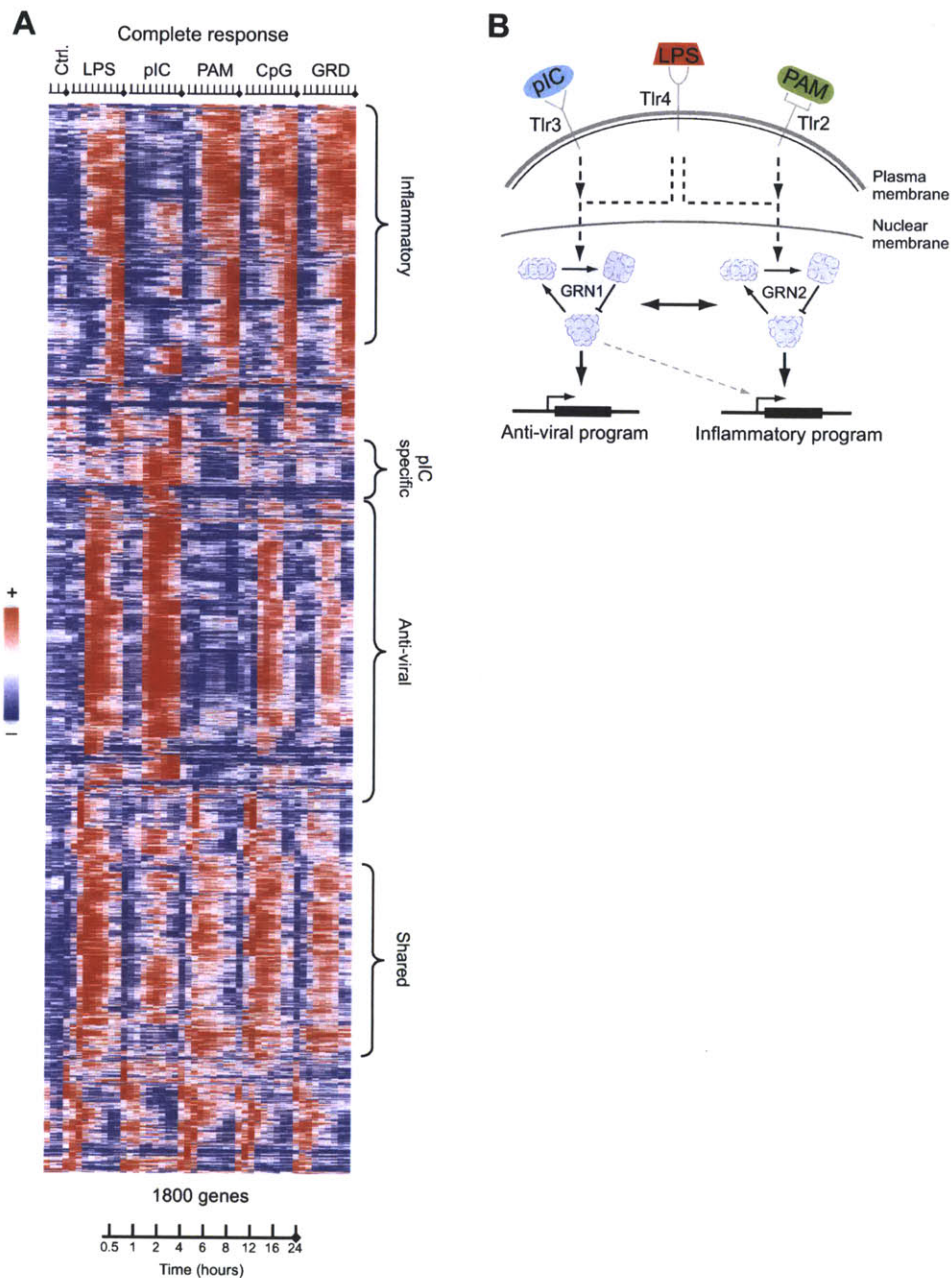 A
Complete response
Ctrl. LPS pIC PAM CpG GRD
Inflammatory
pIC
specific
Anti-viral
Shared
+
–
1800 genes
0.5 1 2 4 6 8 12 16 24
Time (hours)
B
pIC LPS PAM
Tlr3 Tlr4 Tlr2
Plasma
membrane
Nuclear
membrane
GRN1 GRN2
Anti-viral program Inflammatory program